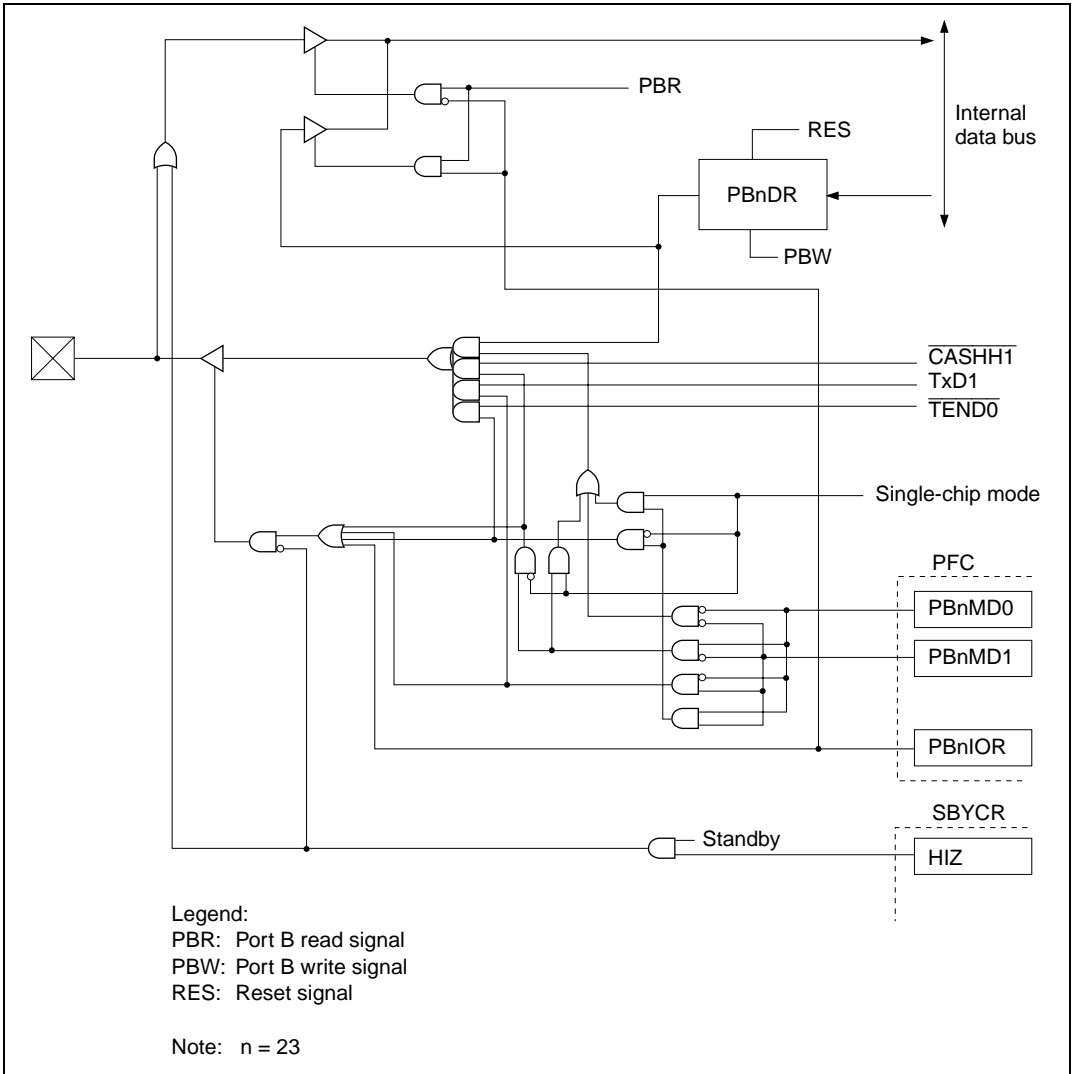 PBR
Internal
data bus
RES
PBnDR
PBW
CASHH1
TxD1
TEND0
Single-chip mode
PFC
PBnMD0
PBnMD1
PBnIOR
SBYCR
Standby
HIZ
Legend:
PBR: Port B read signal
PBW: Port B write signal
RES: Reset signal
Note: n = 23